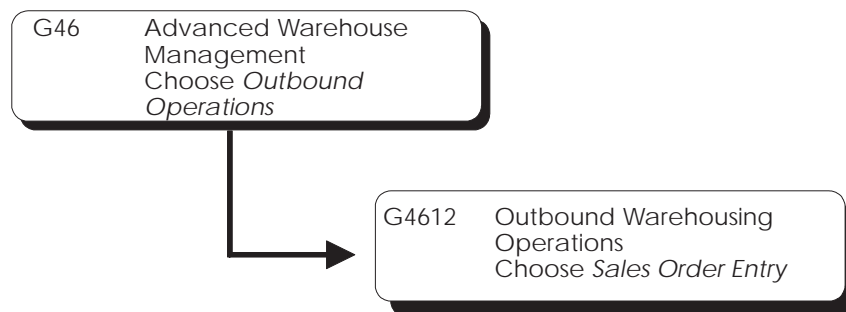 G46 Advanced Warehouse
Management
Choose Outbound
Operations
G4612 Outbound Warehousing
Operations
Choose Sales Order Entry